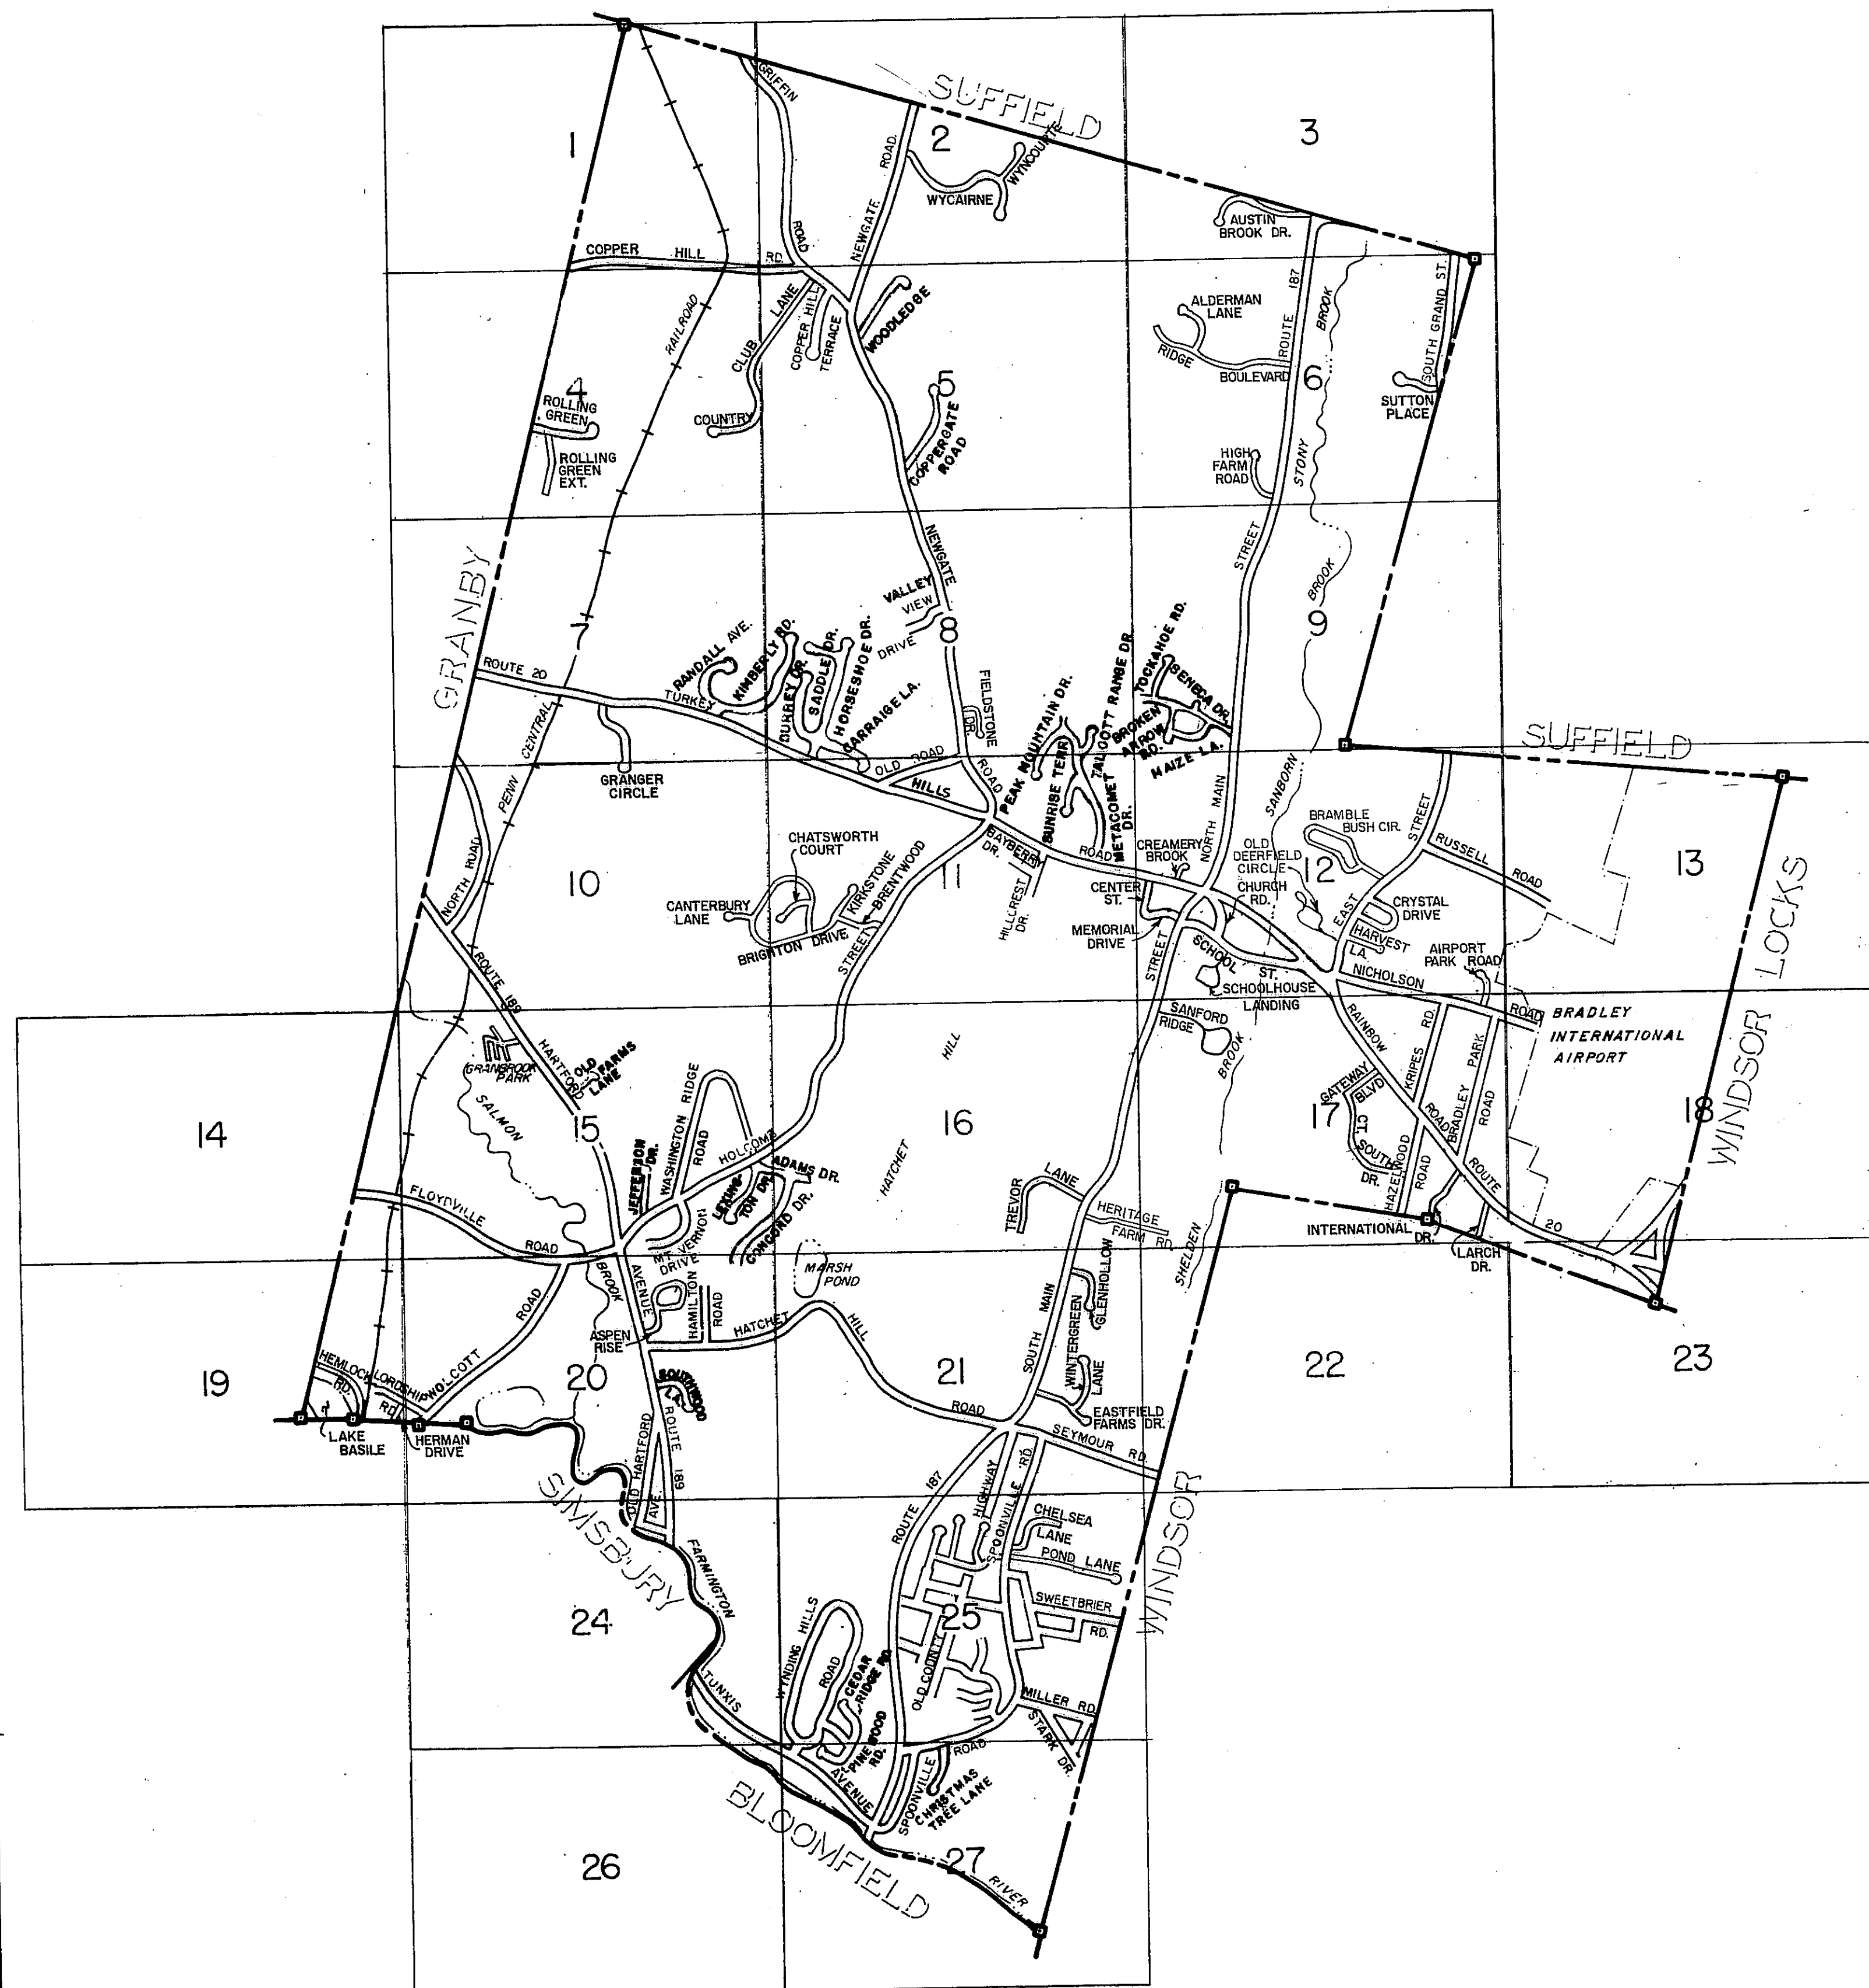 SUFFIELD
1
2
3
GRIFFIN
ROAD
NEWGATE
ROAD
WYCAIRNE
WYNCOURTE
AUSTIN
BROOK DR.
COPPER HILL RD.
RAILROAD
CLUB LANE
COUNTRY
COPPER HILL
TERRACE
WOODLEDGE
ALDERMAN
LANE
RIDGE
BOULEVARD
ROUTE 187
BROOK
STONY
SOUTH GRAND ST.
SUTTON
PLACE
4
5
6
ROLLING
GREEN
ROLLING
GREEN
EXT.
COPPERGATE
ROAD
HIGH
FARM
ROAD
GRANBY
NEWGATE
STREET
BROOK
7
8
9
VALLEY
VIEW
DRIVE
RANDALL AVE.
KIMBERLY RD.
SURREY DR.
SADDLE DR.
HORSESHOE DR.
CARRAIGE LA.
ROUTE 20
TURKEY
HILLS
ROAD
OLD ROAD
FIELDSTONE
DR.
ROAD
PEAK MOUNTAIN DR.
SUNRISE TERR
TALCOTT RANGE DR.
METACOMET
DR.
TOCKAHOE RD.
SENECA DR.
BROKEN
ARROW
RD.
MAIZE LA.
SUFFIELD
PENN CENTRAL
GRANGER
CIRCLE
NORTH ROAD
NORTH MAIN
SANBORN
10
11
12
13
CHATSWORTH
COURT
CANTERBURY
LANE
BRIGHTON DRIVE
KIRKSTONE
BRENTWOOD
STREET
BAYBERRY
DR.
HILLCREST
DR.
CREAMERY
BROOK
CENTER
ST.
MEMORIAL
DRIVE
OLD
DEERFIELD
CIRCLE
CHURCH
RD.
BRAMBLE
BUSH CIR.
EAST
STREET
RUSSELL
ROAD
CRYSTAL
DRIVE
HARVEST
LA.
AIRPORT
PARK ROAD
NICHOLSON
ROAD
SCHOOL
ST.
SCHOOLHOUSE
LANDING
STREET
SANFORD
RIDGE
BROOK
WINDSOR LOCKS
BRADLEY
INTERNATIONAL
AIRPORT
ROUTE 189
HARTFORD
GRANBROOK
PARK
OLD
FARMS
LANE
SALMON
14
15
16
17
18
HILL
HATCHET
RAINBOW
ROAD
GATEWAY
BLVD
CT.
SOUTH
DR.
KRIPES
RD.
HAZELWOOD
ROAD
BRADLEY PARK
ROAD
ROUTE
20
INTERNATIONAL
DR.
LARCH
DR.
JEFFERSON
DR.
WASHINGTON RIDGE
ROAD
HOLCOMB
ADAMS DR.
LEXING-
TON DR.
CONCORD DR.
MT. VERNON
DRIVE
FLOYDVILLE
ROAD
TREVOR
LANE
HERITAGE
FARM RD.
SHELDEN
BROOK
AVENUE
MARSH
POND
HAMILTON
ROAD
ASPEN
RISE
HATCHET
HILL
ROAD
SOUTH
MAIN
WINTERGREEN
LANE
GLENHOLLOW
EASTFIELD
FARMS DR.
SEYMOUR RD.
19
20
21
22
23
HEMLOCK
RD.
LORDSHIP
RD
WOLCOTT
ROAD
LAKE
BASILE
HERMAN
DRIVE
SOUTHWOOD
LA.
OLD HARTFORD
AVE.
ROUTE
189
SIMSBURY
FARMINGTON
ROUTE 187
HIGHWAY
SPOONVILLE RD.
CHELSEA
LANE
POND LANE
SWEETBRIER
RD.
WINDSOR
24
25
OLD COUNTY
WYNDING HILLS
ROAD
CEDAR
RIDGE RD.
PINEWOOD
RD.
TUNXIS
AVENUE
MILLER RD.
STARK DR.
SPOONVILLE
ROAD
CHRISTMAS
TREE LANE
BLOOMFIELD
26
27
RIVER